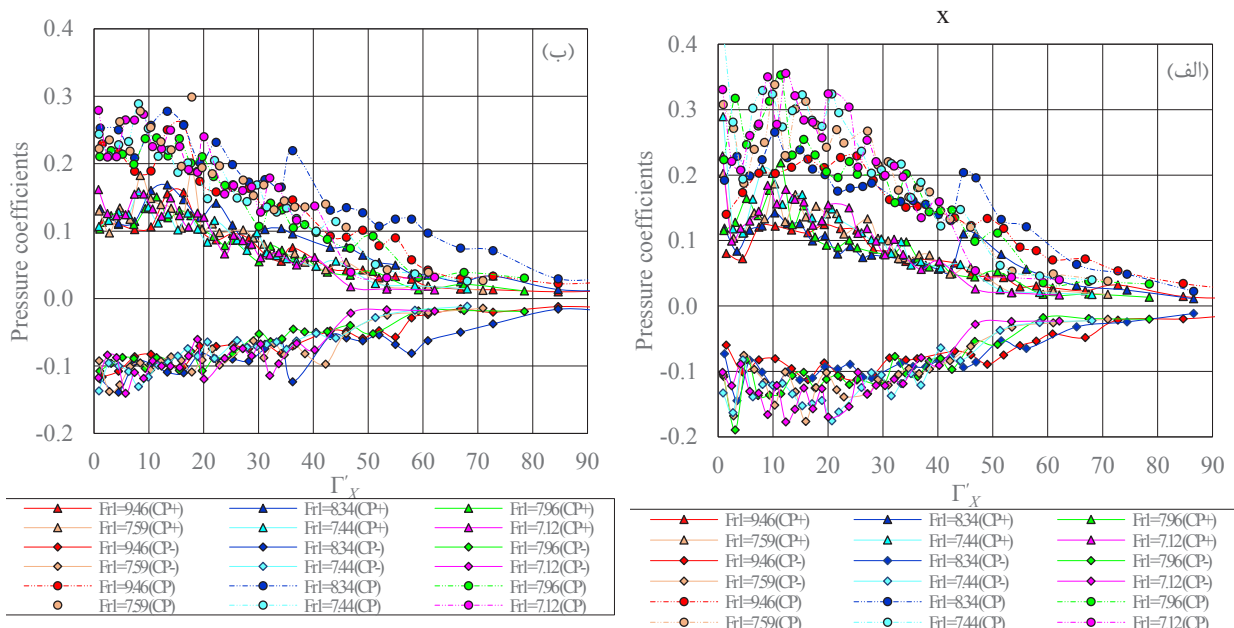 x
(ب)
Pressure coefficients
0.4
0.3
0.2
0.1
0.0
-0.1
-0.2
0 10 20 30 40 50 60 70 80 90
Γ′X
Fr1=9.46(CP+) Fr1=8.34(CP+) Fr1=7.96(CP+)
Fr1=7.59(CP+) Fr1=7.44(CP+) Fr1=7.12(CP+)
Fr1=9.46(CP-) Fr1=8.34(CP-) Fr1=7.96(CP-)
Fr1=7.59(CP-) Fr1=7.44(CP-) Fr1=7.12(CP-)
Fr1=9.46(CP) Fr1=8.34(CP) Fr1=7.96(CP)
Fr1=7.59(CP) Fr1=7.44(CP) Fr1=7.12(CP)
(الف)
Pressure coefficients
0.4
0.3
0.2
0.1
0.0
-0.1
-0.2
0 10 20 30 40 50 60 70 80 90
Γ′X
Fr1=9.46(CP+) Fr1=8.34(CP+) Fr1=7.96(CP+)
Fr1=7.59(CP+) Fr1=7.44(CP+) Fr1=7.12(CP+)
Fr1=9.46(CP-) Fr1=8.34(CP-) Fr1=7.96(CP-)
Fr1=7.59(CP-) Fr1=7.44(CP-) Fr1=7.12(CP-)
Fr1=9.46(CP) Fr1=8.34(CP) Fr1=7.96(CP)
Fr1=7.59(CP) Fr1=7.44(CP) Fr1=7.12(CP)